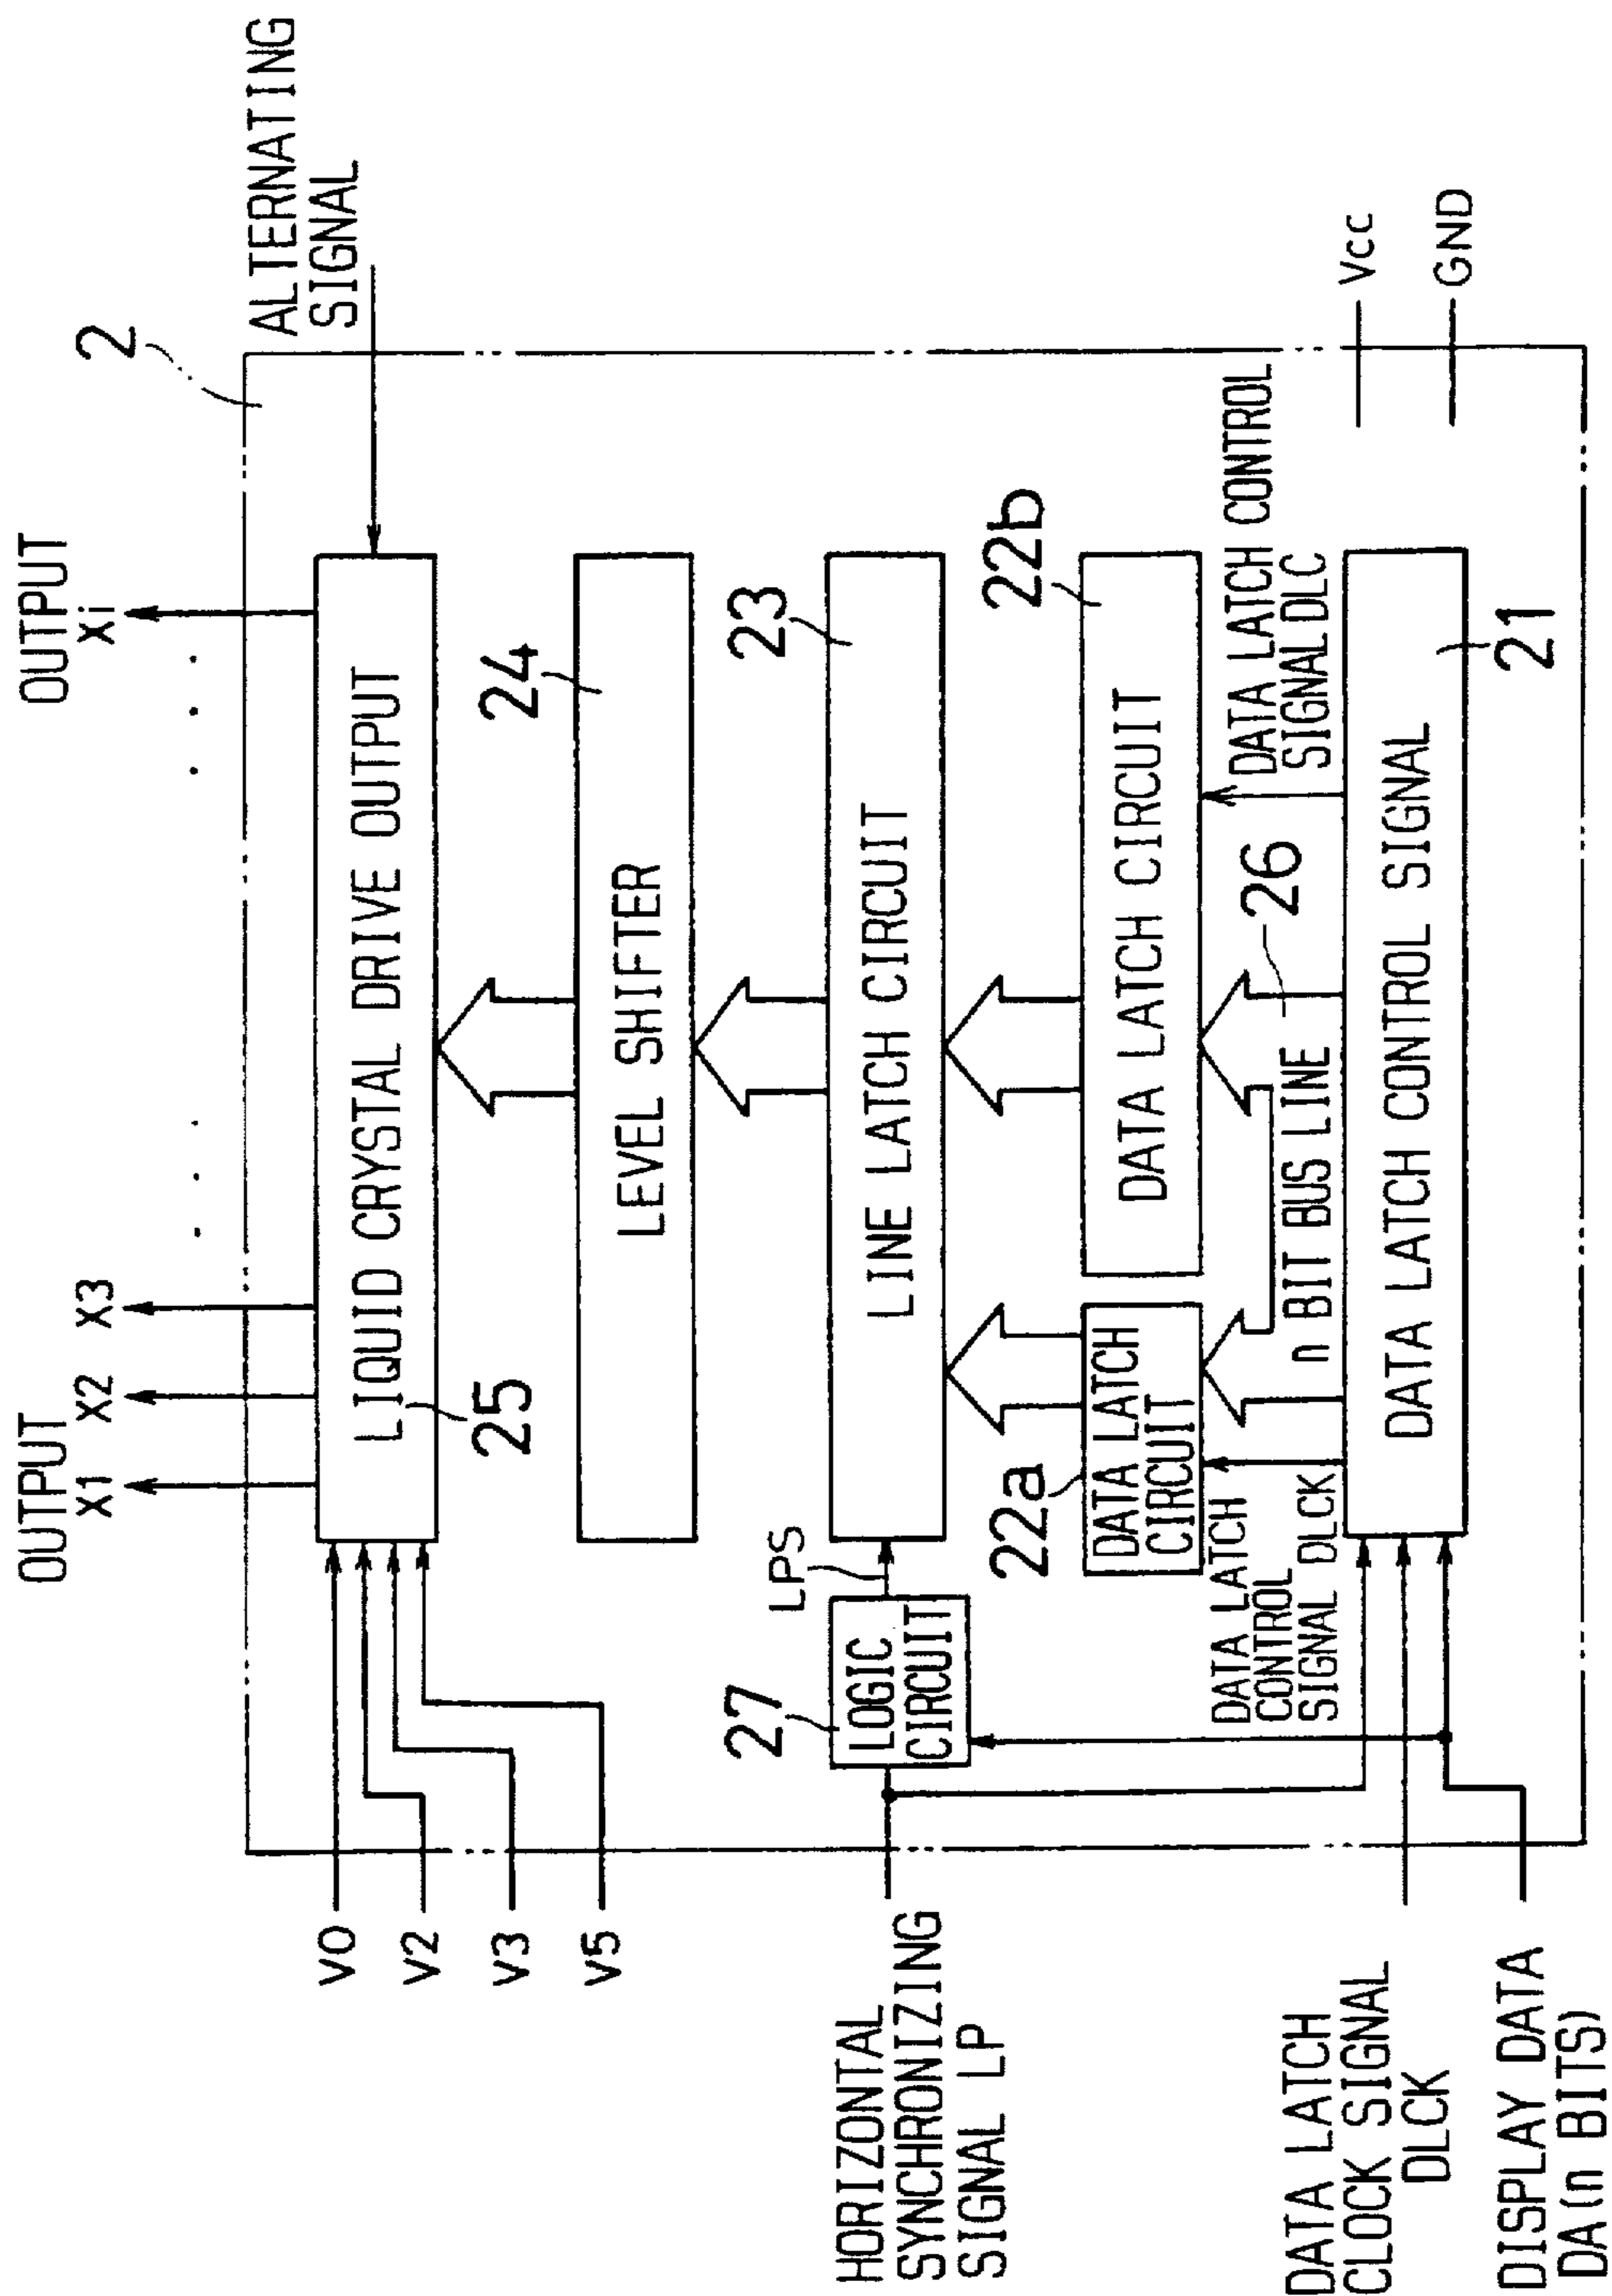 OUTPUT
X1
X2
X3
OUTPUT
Xi
2
ALTERNATING
SIGNAL
V0
V2
V3
V5
LIQUID CRYSTAL DRIVE OUTPUT
25
LEVEL SHIFTER
24
LPS
27
LOGIC
CIRCUIT
LINE LATCH CIRCUIT
23
HORIZONTAL
SYNCHRONIZING
SIGNAL LP
22a
DATA LATCH
CIRCUIT
DATA LATCH CIRCUIT
22b
DATA LATCH
CONTROL
SIGNAL DLCK
n BIT BUS LINE
26
DATA LATCH CONTROL
SIGNAL DLC
DATA LATCH CONTROL SIGNAL
21
Vcc
GND
DATA LATCH
CLOCK SIGNAL
DLCK
DISPLAY DATA
DA(n BITS)